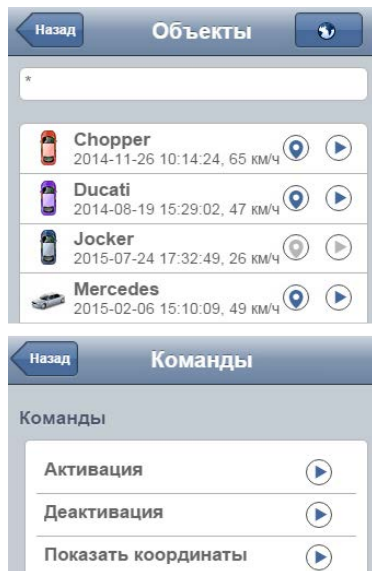 Назад Объекты
*
Chopper
2014-11-26 10:14:24, 65 км/ч
Ducati
2014-08-19 15:29:02, 47 км/ч
Jocker
2015-07-24 17:32:49, 26 км/ч
Mercedes
2015-02-06 15:10:09, 49 км/ч
Назад Команды
Команды
Активация
Деактивация
Показать координаты